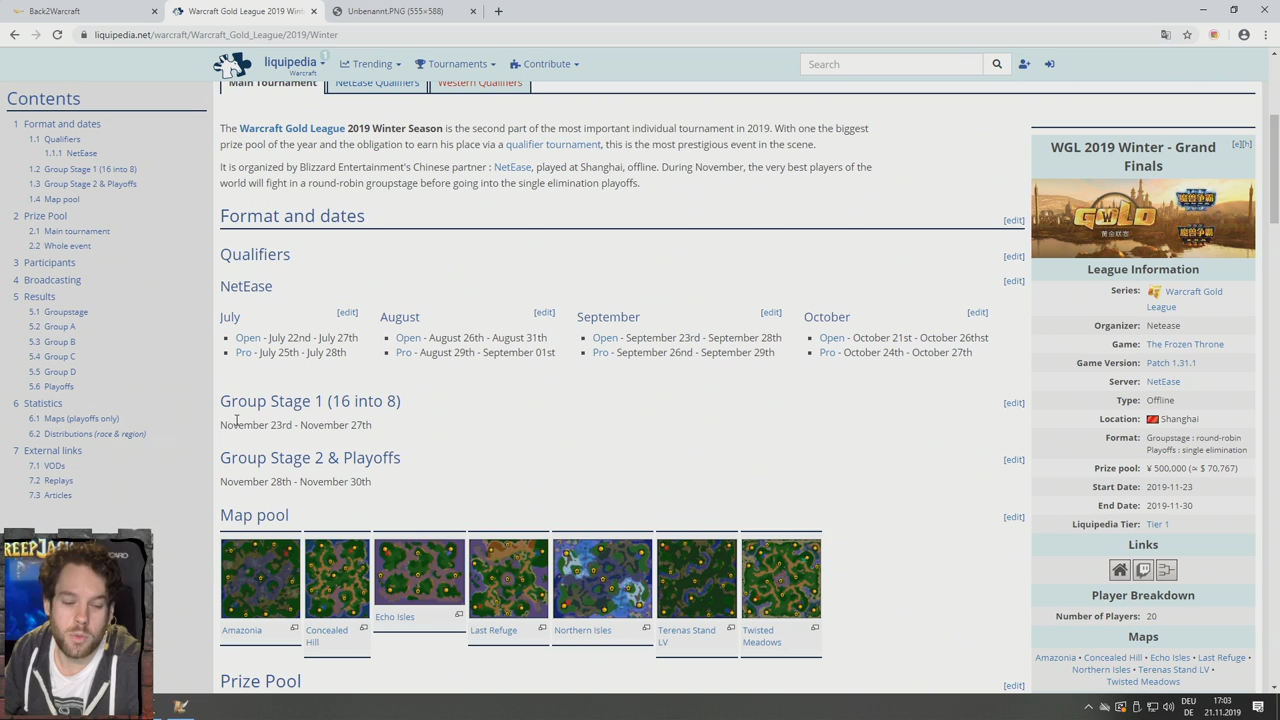 Back2Warcraft
Warcraft Gold League 2019 Wint
Unbenannt.PNG (555×588)
liquipedia.net/warcraft/Warcraft_Gold_League/2019/Winter
liquipedia
Warcraft
1
Trending
Tournaments
Contribute
Search
Main Tournament
NetEase Qualifiers
Western Qualifiers
Contents
1 Format and dates
1.1 Qualifiers
1.1.1 NetEase
1.2 Group Stage 1 (16 into 8)
1.3 Group Stage 2 & Playoffs
1.4 Map pool
2 Prize Pool
2.1 Main tournament
2.2 Whole event
3 Participants
4 Broadcasting
5 Results
5.1 Groupstage
5.2 Group A
5.3 Group B
5.4 Group C
5.5 Group D
5.6 Playoffs
6 Statistics
6.1 Maps (playoffs only)
6.2 Distributions (race & region)
7 External links
7.1 VODs
7.2 Replays
7.3 Articles
The Warcraft Gold League 2019 Winter Season is the second part of the most important individual tournament in 2019. With one the biggest
prize pool of the year and the obligation to earn his place via a qualifier tournament, this is the most prestigious event in the scene.
It is organized by Blizzard Entertainment's Chinese partner : NetEase, played at Shanghai, offline. During November, the very best players of the
world will fight in a round-robin groupstage before going into the single elimination playoffs.
Format and dates
[edit]
Qualifiers
[edit]
NetEase
[edit]
July
[edit]
Open - July 22nd - July 27th
Pro - July 25th - July 28th
August
[edit]
Open - August 26th - August 31th
Pro - August 29th - September 01st
September
[edit]
Open - September 23rd - September 28th
Pro - September 26nd - September 29th
October
[edit]
Open - October 21st - October 26thst
Pro - October 24th - October 27th
Group Stage 1 (16 into 8)
[edit]
November 23rd - November 27th
Group Stage 2 & Playoffs
[edit]
November 28th - November 30th
Map pool
[edit]
Amazonia
Concealed
Hill
Echo Isles
Last Refuge
Northern Isles
Terenas Stand
LV
Twisted
Meadows
Prize Pool
[edit]
WGL 2019 Winter - Grand
Finals
[e][h]
GOLD
黄金联赛
魔兽争霸
League Information
Series: Warcraft Gold
League
Organizer: Netease
Game: The Frozen Throne
Game Version: Patch 1.31.1
Server: NetEase
Type: Offline
Location: Shanghai
Format: Groupstage : round-robin
Playoffs : single elimination
Prize pool: ¥ 500,000 (≃ $ 70,767)
Start Date: 2019-11-23
End Date: 2019-11-30
Liquipedia Tier: Tier 1
Links
Player Breakdown
Number of Players: 20
Maps
Amazonia • Concealed Hill • Echo Isles • Last Refuge •
Northern Isles • Terenas Stand LV •
Twisted Meadows
DEU
DE
17:03
21.11.2019